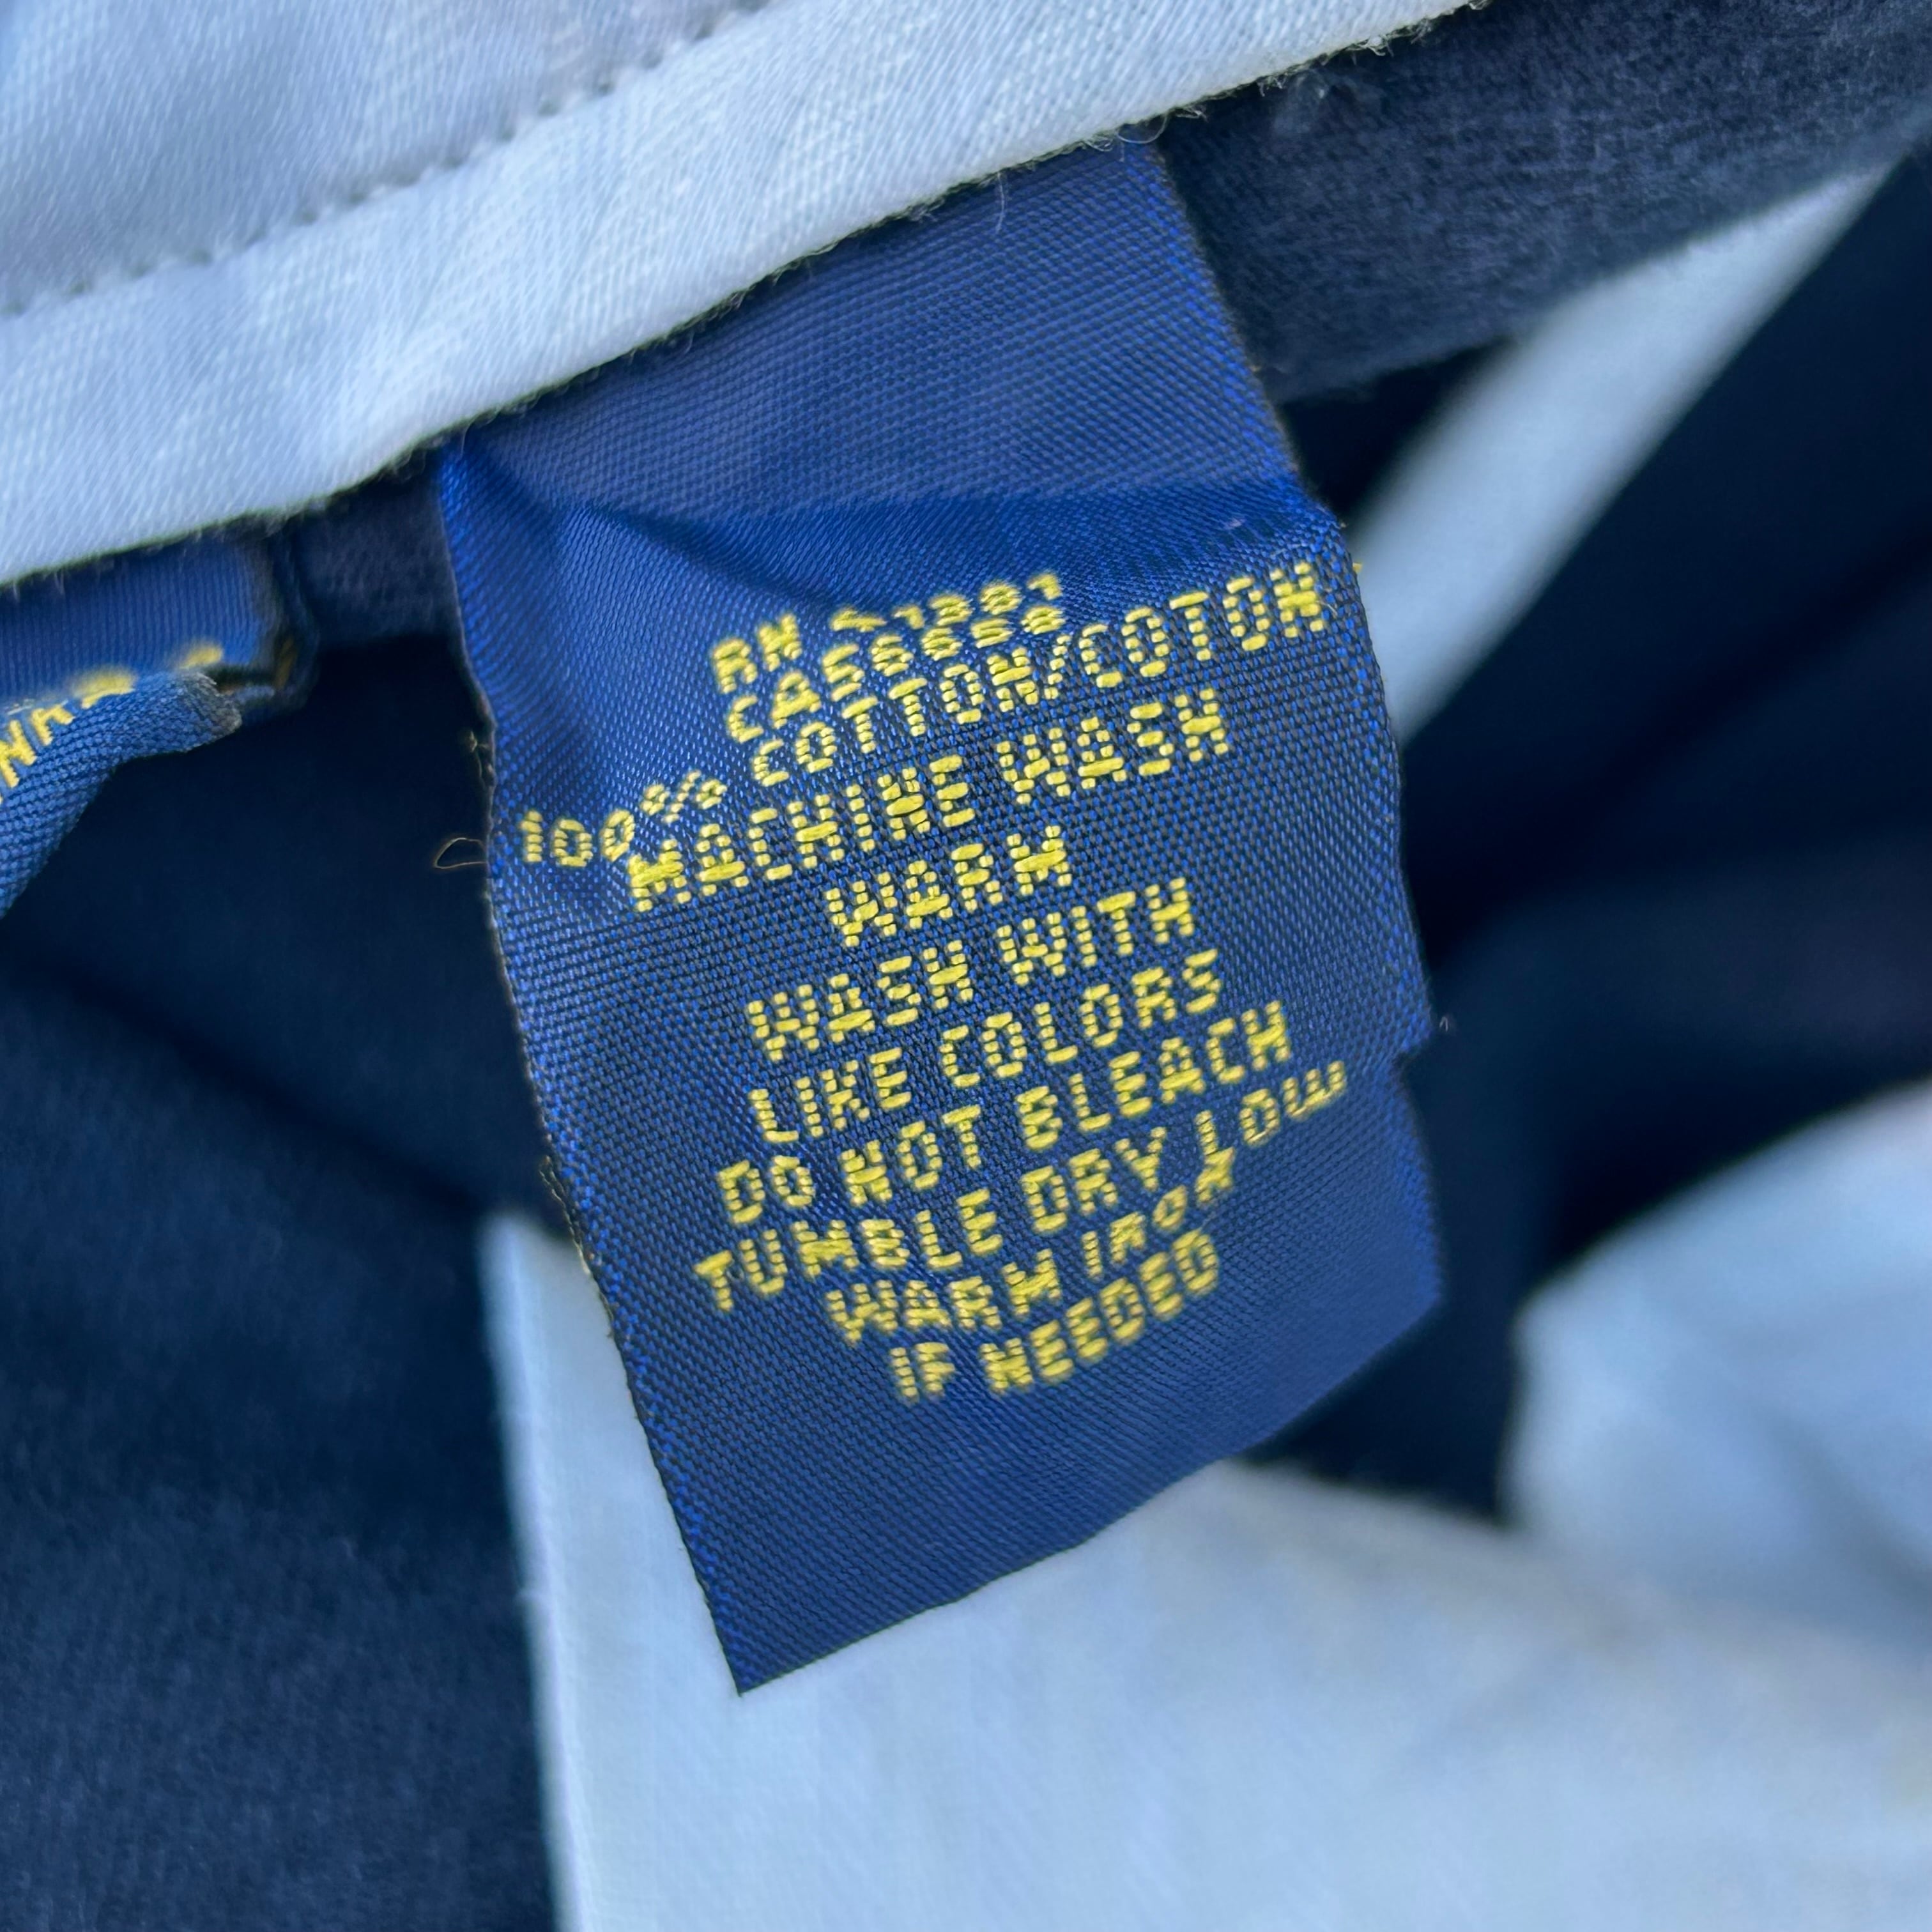 RN 41381
100% COTTON/COTON
MACHINE WASH
WARM
WASH WITH
LIKE COLORS
DO NOT BLEACH
TUMBLE DRY LOW
WARM IRON
IF NEEDED